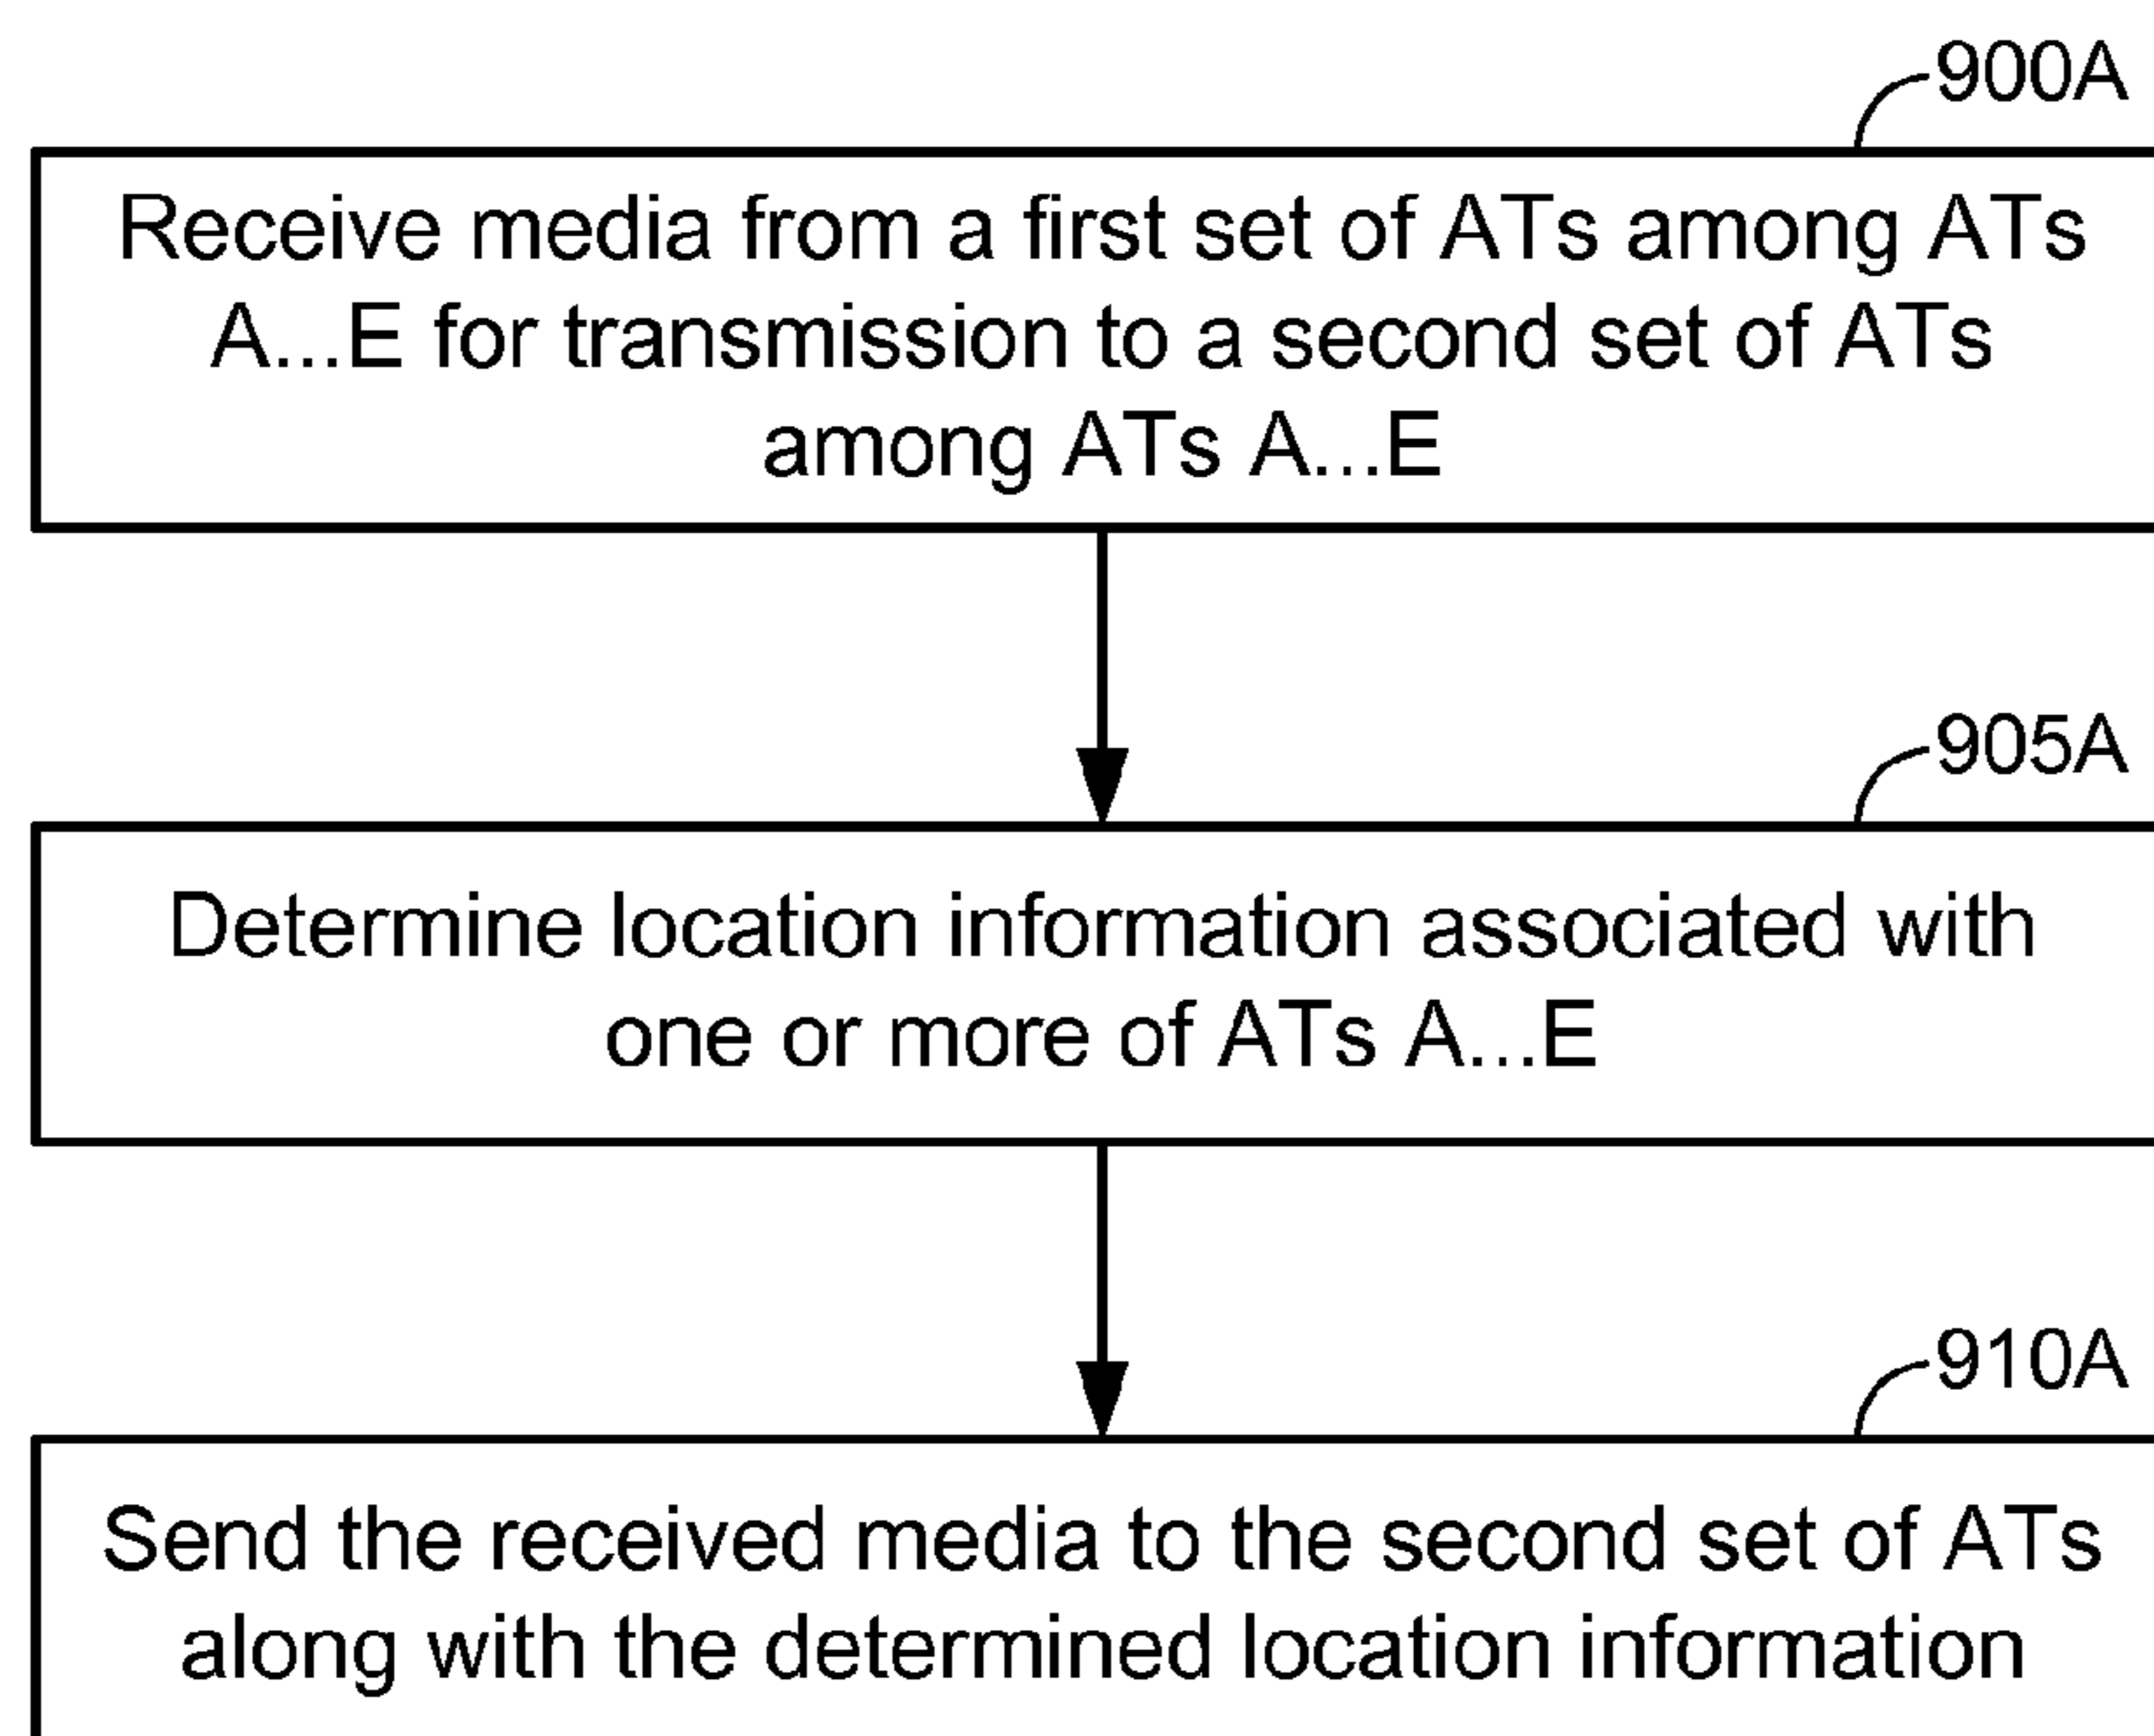 900A
Receive media from a first set of ATs among ATs
A...E for transmission to a second set of ATs
among ATs A...E
905A
Determine location information associated with
one or more of ATs A...E
910A
Send the received media to the second set of ATs
along with the determined location information